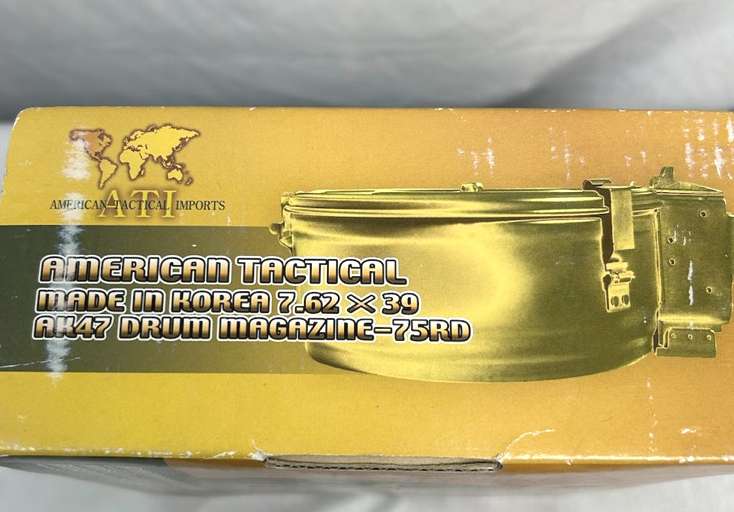 ATI
AMERICAN TACTICAL IMPORTS
AMERICAN TACTICAL
MADE IN KOREA 7.62 × 39
AK47 DRUM MAGAZINE-75RD